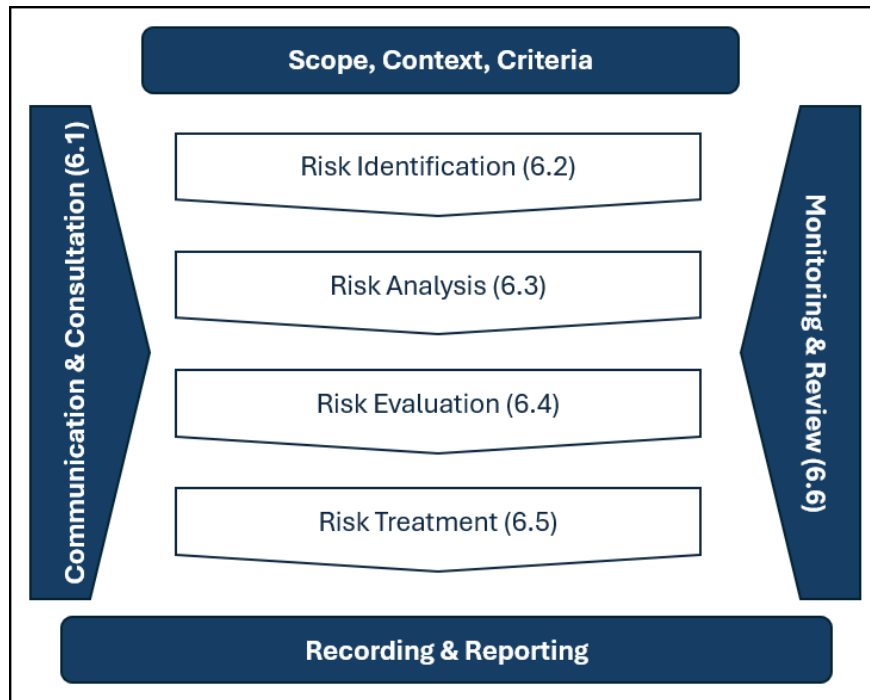 Scope, Context, Criteria
Communication & Consultation (6.1)
Risk Identification (6.2)
Risk Analysis (6.3)
Risk Evaluation (6.4)
Risk Treatment (6.5)
Monitoring & Review (6.6)
Recording & Reporting